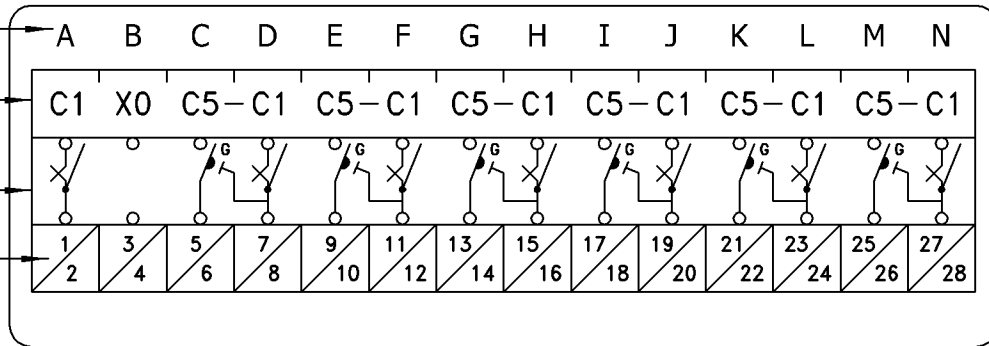 A B C D E F G H I J K L M N
C1 X0 C5-C1 C5-C1 C5-C1 C5-C1 C5-C1 C5-C1
G G G G G G
1 3 5 7 9 11 13 15 17 19 21 23 25 27
2 4 6 8 10 12 14 16 18 20 22 24 26 28